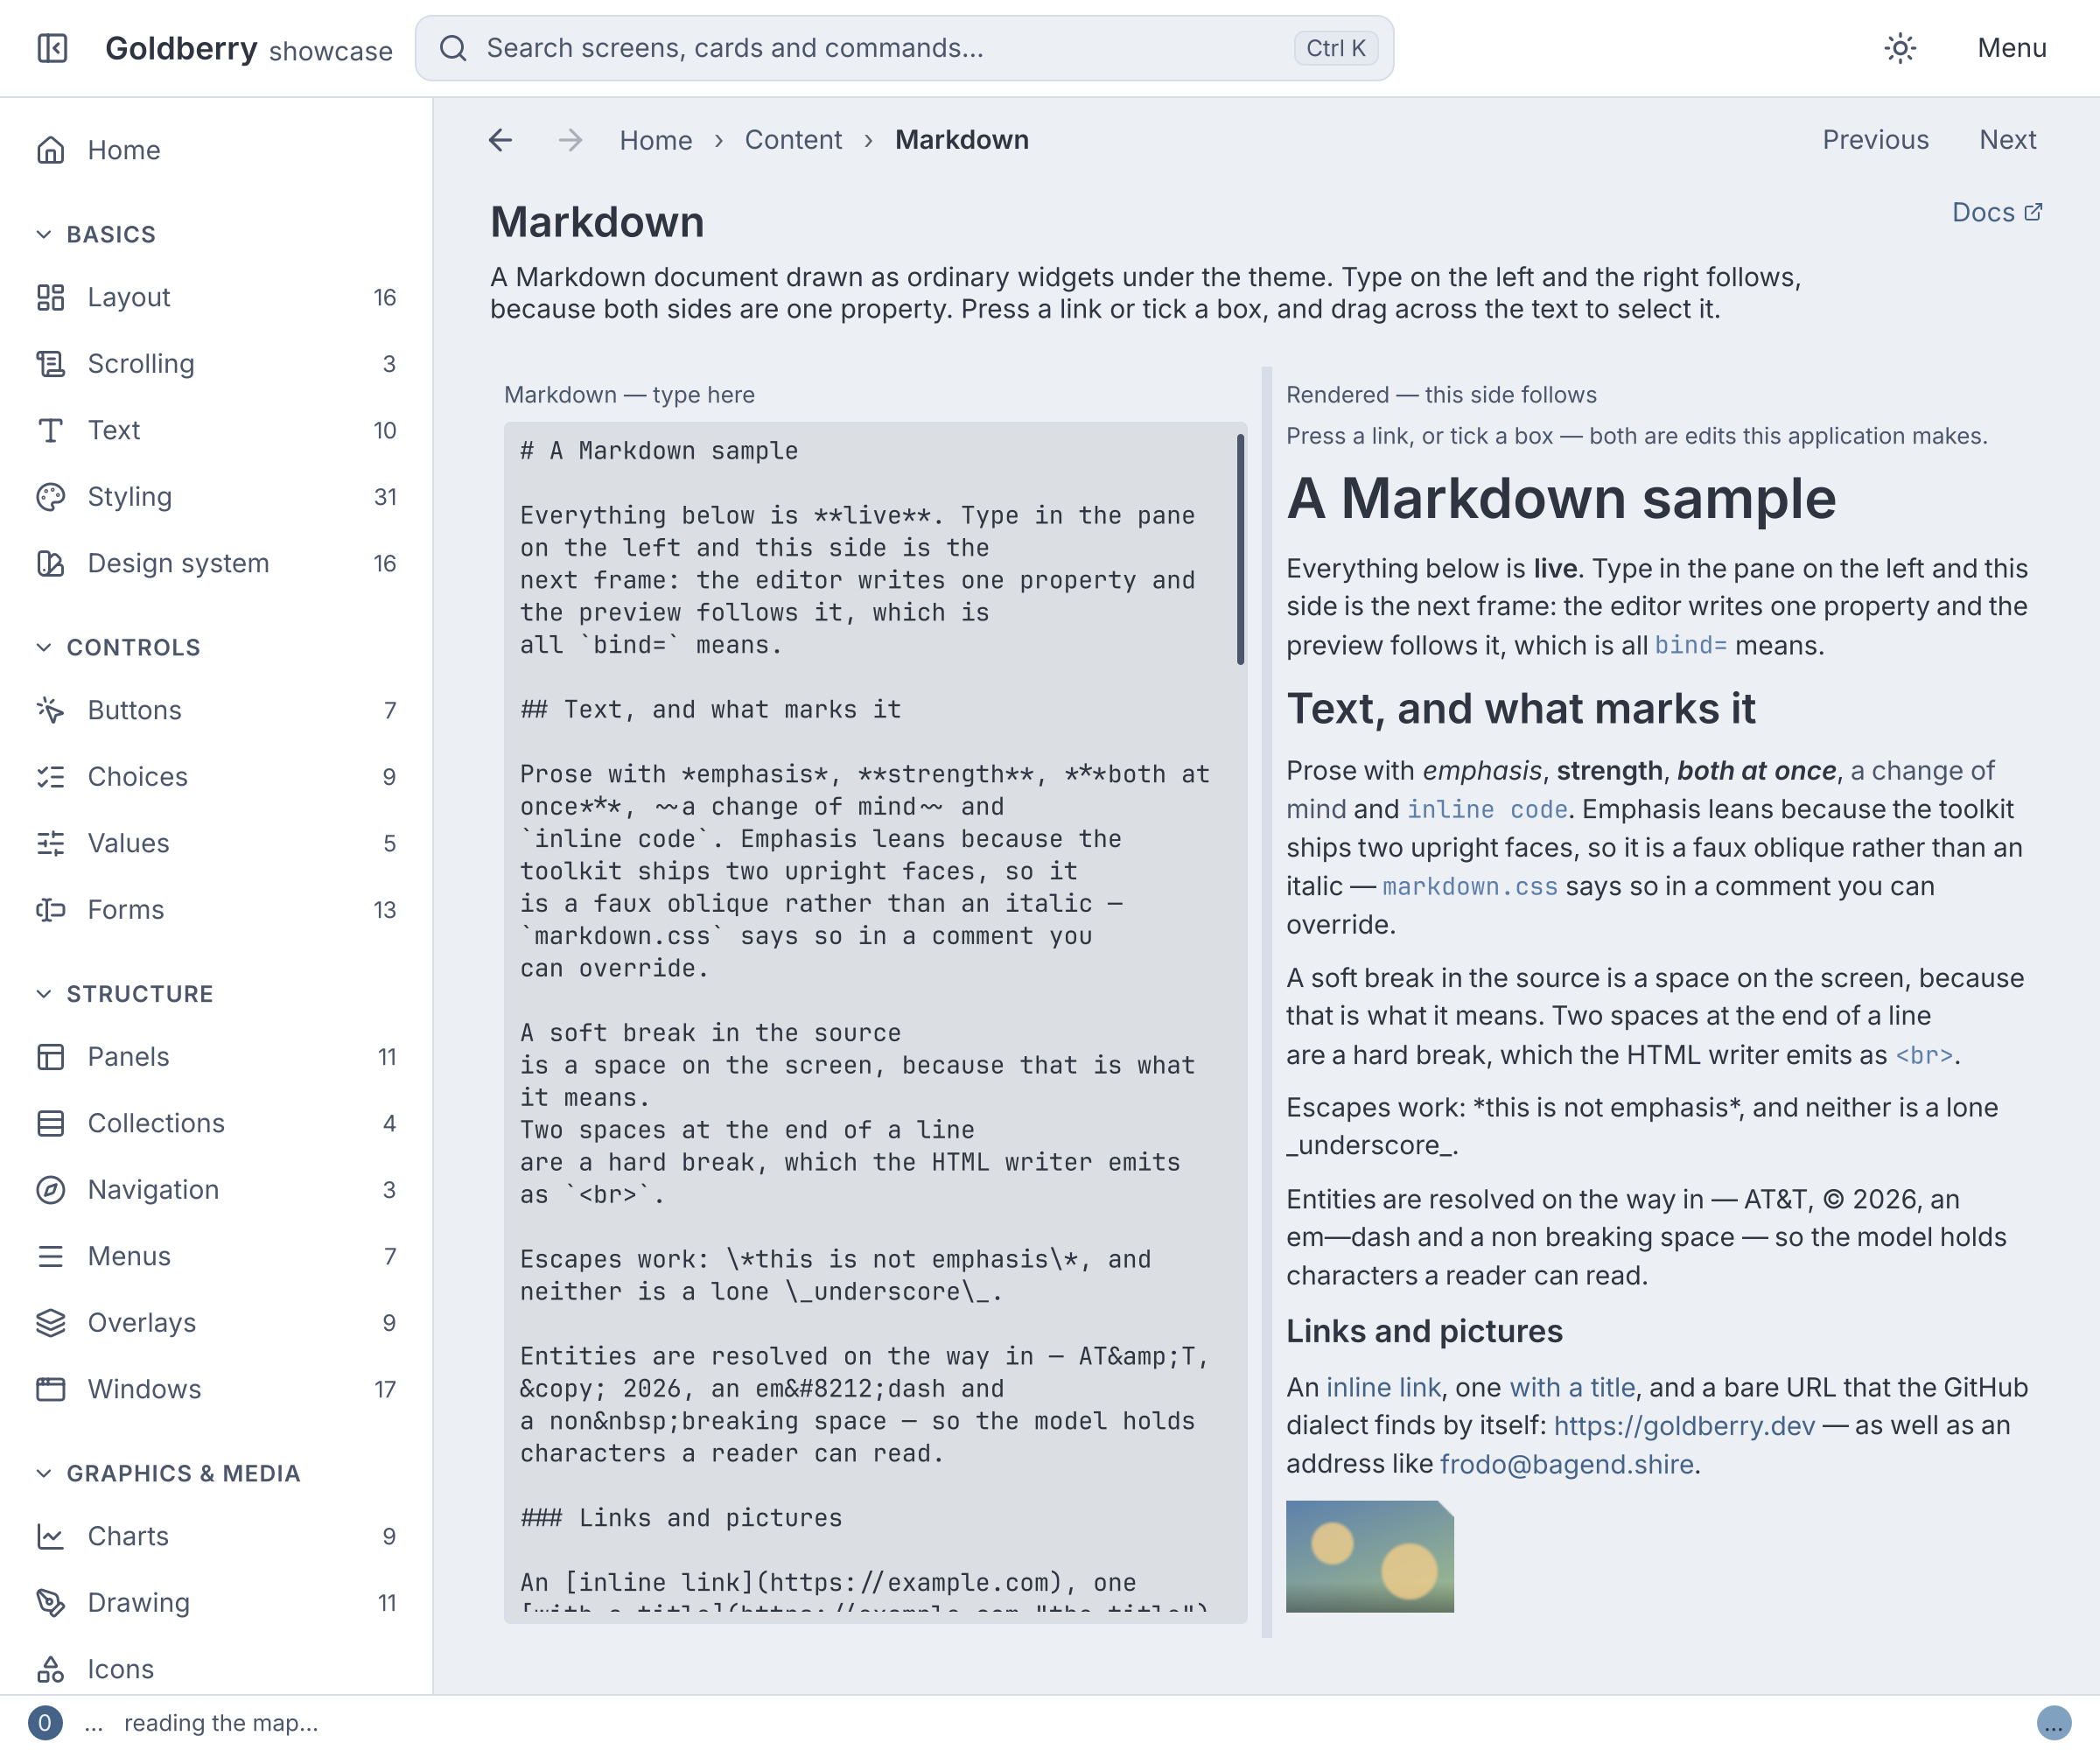 Goldberry showcase
Search screens, cards and commands...
Ctrl K
Menu
Home
BASICS
Layout 16
Scrolling 3
Text 10
Styling 31
Design system 16
CONTROLS
Buttons 7
Choices 9
Values 5
Forms 13
STRUCTURE
Panels 11
Collections 4
Navigation 3
Menus 7
Overlays 9
Windows 17
GRAPHICS & MEDIA
Charts 9
Drawing 11
Icons
Home › Content › Markdown
Previous Next
Markdown
Docs
A Markdown document drawn as ordinary widgets under the theme. Type on the left and the right follows,
because both sides are one property. Press a link or tick a box, and drag across the text to select it.
Markdown — type here
# A Markdown sample
Everything below is **live**. Type in the pane
on the left and this side is the
next frame: the editor writes one property and
the preview follows it, which is
all `bind=` means.
## Text, and what marks it
Prose with *emphasis*, **strength**, ***both at
once***, ~~a change of mind~~ and
`inline code`. Emphasis leans because the
toolkit ships two upright faces, so it
is a faux oblique rather than an italic —
`markdown.css` says so in a comment you
can override.
A soft break in the source
is a space on the screen, because that is what
it means.
Two spaces at the end of a line
are a hard break, which the HTML writer emits
as `<br>`.
Escapes work: \*this is not emphasis\*, and
neither is a lone \_underscore\_.
Entities are resolved on the way in — AT&amp;T,
&copy; 2026, an em&#8212;dash and
a non&nbsp;breaking space — so the model holds
characters a reader can read.
### Links and pictures
An [inline link](https://example.com), one
[with a title](https://example.com "the title")
Rendered — this side follows
Press a link, or tick a box — both are edits this application makes.
A Markdown sample
Everything below is live. Type in the pane on the left and this
side is the next frame: the editor writes one property and the
preview follows it, which is all bind= means.
Text, and what marks it
Prose with emphasis, strength, both at once, a change of
mind and inline code. Emphasis leans because the toolkit
ships two upright faces, so it is a faux oblique rather than an
italic — markdown.css says so in a comment you can
override.
A soft break in the source is a space on the screen, because
that is what it means. Two spaces at the end of a line
are a hard break, which the HTML writer emits as <br>.
Escapes work: *this is not emphasis*, and neither is a lone
_underscore_.
Entities are resolved on the way in — AT&T, © 2026, an
em—dash and a non breaking space — so the model holds
characters a reader can read.
Links and pictures
An inline link, one with a title, and a bare URL that the GitHub
dialect finds by itself: https://goldberry.dev — as well as an
address like frodo@bagend.shire.
0 ... reading the map...
...